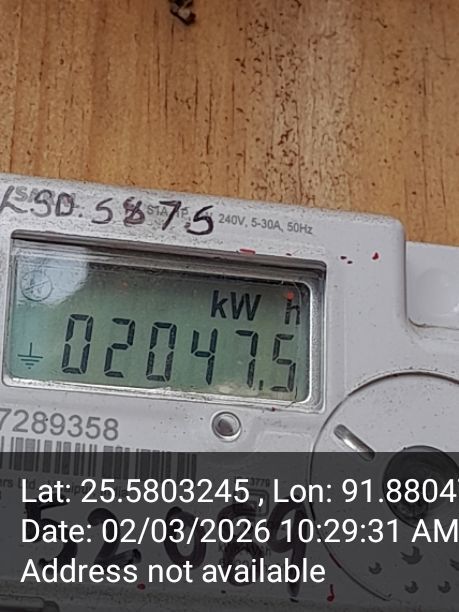 KSD.5875
240V, 5-30A, 50Hz
kW h
02047.5
7289358
Lat: 25.5803245 , Lon: 91.8804
Date: 02/03/2026 10:29:31 AM
Address not available